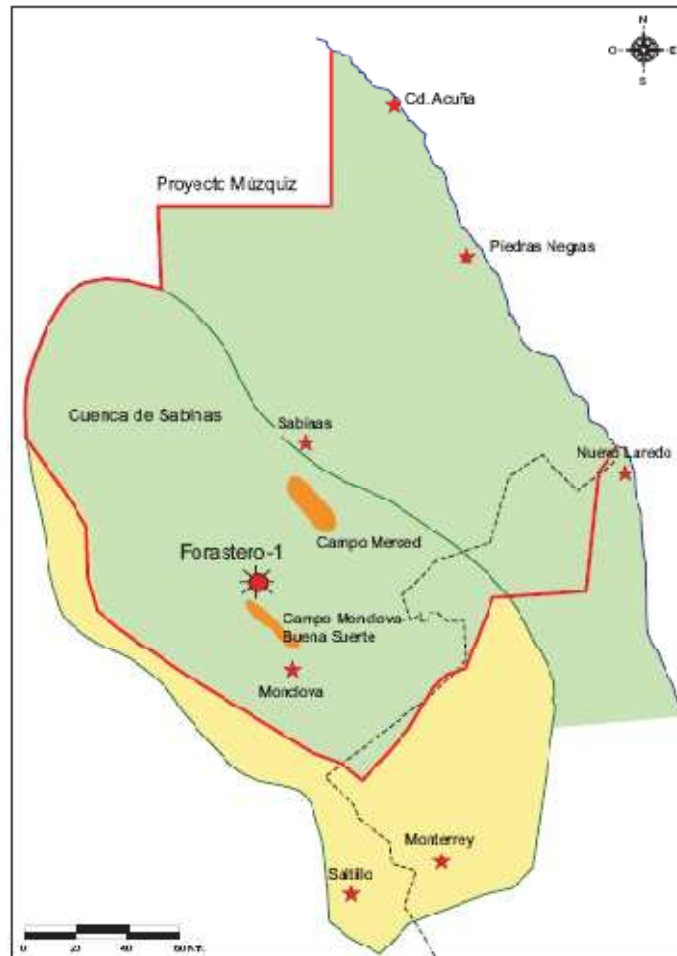 N
O E
S
Cd. Acuña
Proyecto Múzquiz
Piedras Negras
Cuenca de Sabinas
Sabinas
Nuevo Laredo
Campo Merced
Forastero-1
Campo Monclova
Buena Suerte
Monclova
Monterrey
Saltillo
0 20 40 60